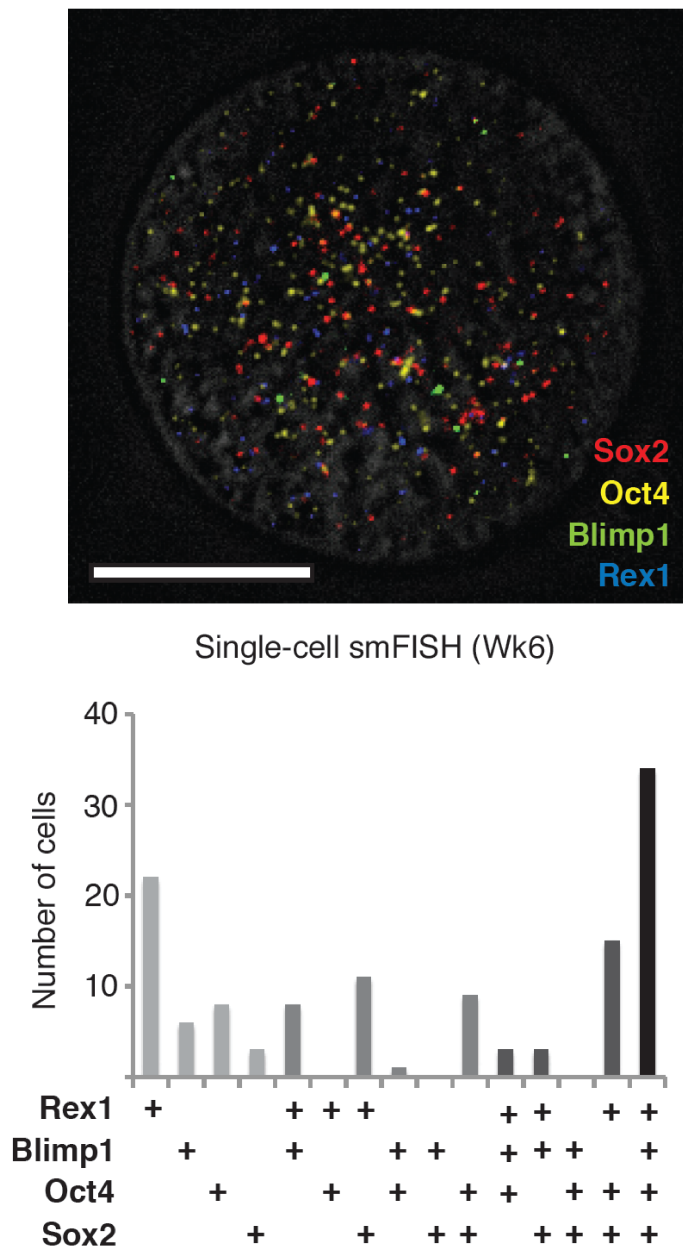 Sox2
Oct4
Blimp1
Rex1
Single-cell smFISH (Wk6)
40
30
20
10
Number of cells
Rex1 + + + + + + + +
Blimp1 + + + + + + + +
Oct4 + + + + + + + +
Sox2 + + + + + + + +